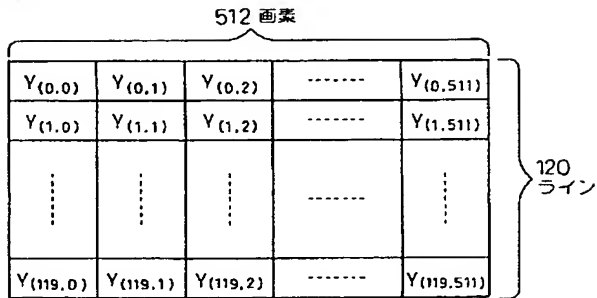 512 画素
Y(0.0) Y(0,1) Y(0.2) ------- Y(0.511)
Y(1.0) Y(1.1) Y(1.2) ------- Y(1.511)
120
ライン
Y(119.0) Y(119.1) Y(119.2) ------- Y(119.511)